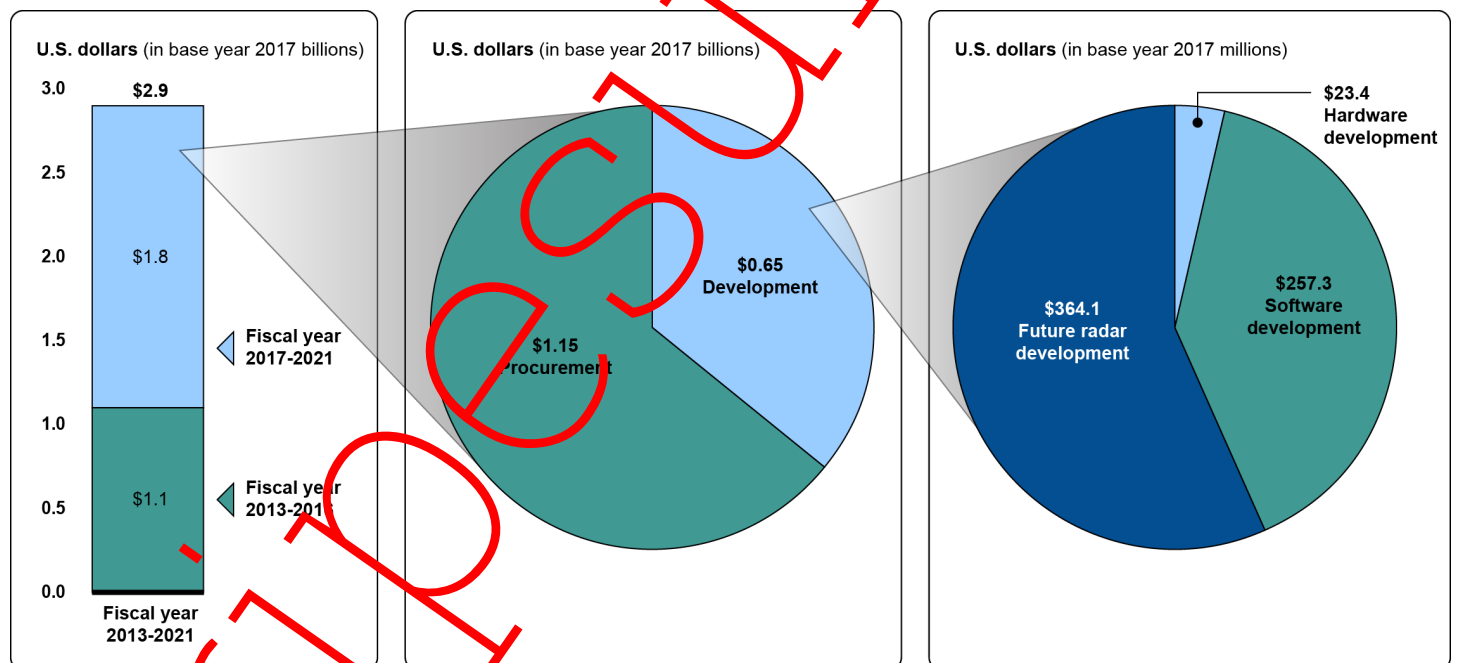 U.S. dollars (in base year 2017 billions)
3.0
2.5
2.0
1.5
1.0
0.5
0.0
$2.9
$1.8
$1.1
Fiscal year
2017-2021
Fiscal year
2013-2016
Fiscal year
2013-2021
U.S. dollars (in base year 2017 billions)
$0.65
Development
$1.15
Procurement
U.S. dollars (in base year 2017 millions)
$23.4
Hardware
development
$257.3
Software
development
$364.1
Future radar
development